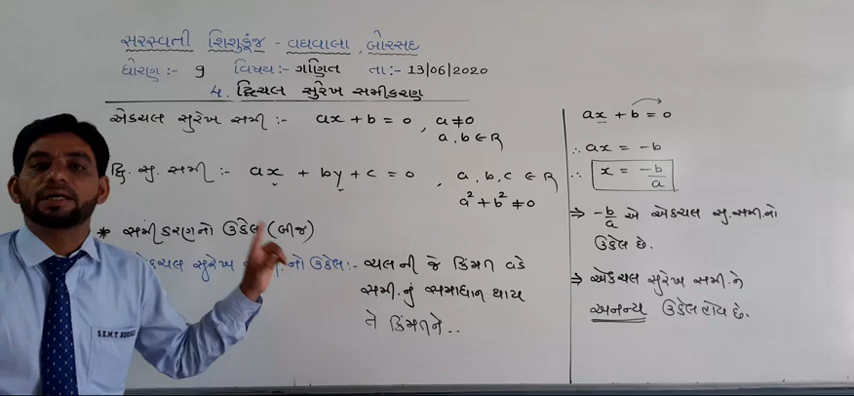 સરસ્વતી શિશુકુંજ - વઘવાલા, બોરસદ
ધોરણ :- 9 વિષય :- ગણિત તા :- 13/06/2020
4. દ્વિચલ સુરેખ સમીકરણ
એકચલ સુરેખ સમી :- ax + b = 0 , a ≠ 0
a, b ∈ R
દ્વિ. સુ. સમી :- ax + by + c = 0 , a, b, c ∈ R
a² + b² ≠ 0
* સમીકરણનો ઉકેલ (બીજ)
એકચલ સુરેખ નો ઉકેલ :- ચલની જે કિંમત વડે
સમી.નું સમાધાન થાય
તે કિંમતને ..
ax + b = 0
∴ ax = -b
∴ x = -b/a
⇒ -b/a એ એકચલ સુ. સમી.નો
ઉકેલ છે.
⇒ એકચલ સુરેખ સમી.ને
અનન્ય ઉકેલ હોય છે.
S.S.M.T.